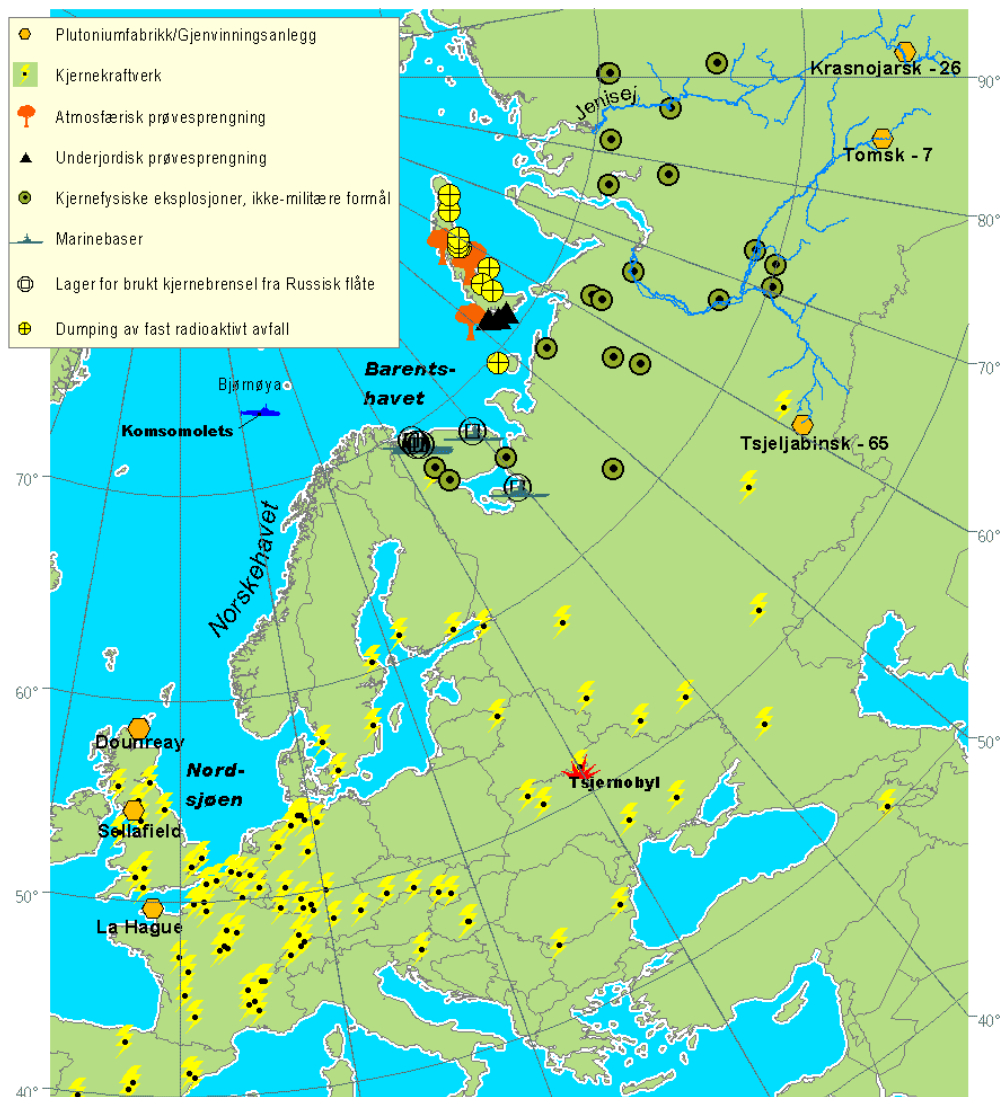 Plutoniumfabrikk/Gjenvinningsanlegg
Kjernekraftverk
Atmosfærisk prøvesprengning
Underjordisk prøvesprengning
Kjernefysiske eksplosjoner, ikke-militære formål
Marinebaser
Lager for brukt kjernebrensel fra Russisk flåte
Dumping av fast radioaktivt avfall
Krasnojarsk - 26
90°
Jenisej
Tomsk - 7
80°
70°
Barents-
havet
Bjørnøya
Komsomolets
Tsjeljabinsk - 65
70°
60°
Norskehavet
60°
50°
Dounreay
Nord-
sjøen
Tsjernobyl
Sellafield
50°
La Hague
40°
40°